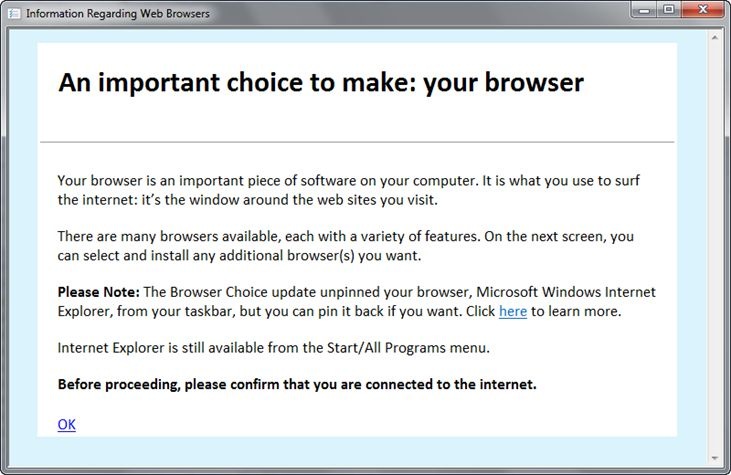 Information Regarding Web Browsers
An important choice to make: your browser
Your browser is an important piece of software on your computer. It is what you use to surf
the internet: it’s the window around the web sites you visit.
There are many browsers available, each with a variety of features. On the next screen, you
can select and install any additional browser(s) you want.
Please Note: The Browser Choice update unpinned your browser, Microsoft Windows Internet
Explorer, from your taskbar, but you can pin it back if you want. Click here to learn more.
Internet Explorer is still available from the Start/All Programs menu.
Before proceeding, please confirm that you are connected to the internet.
OK